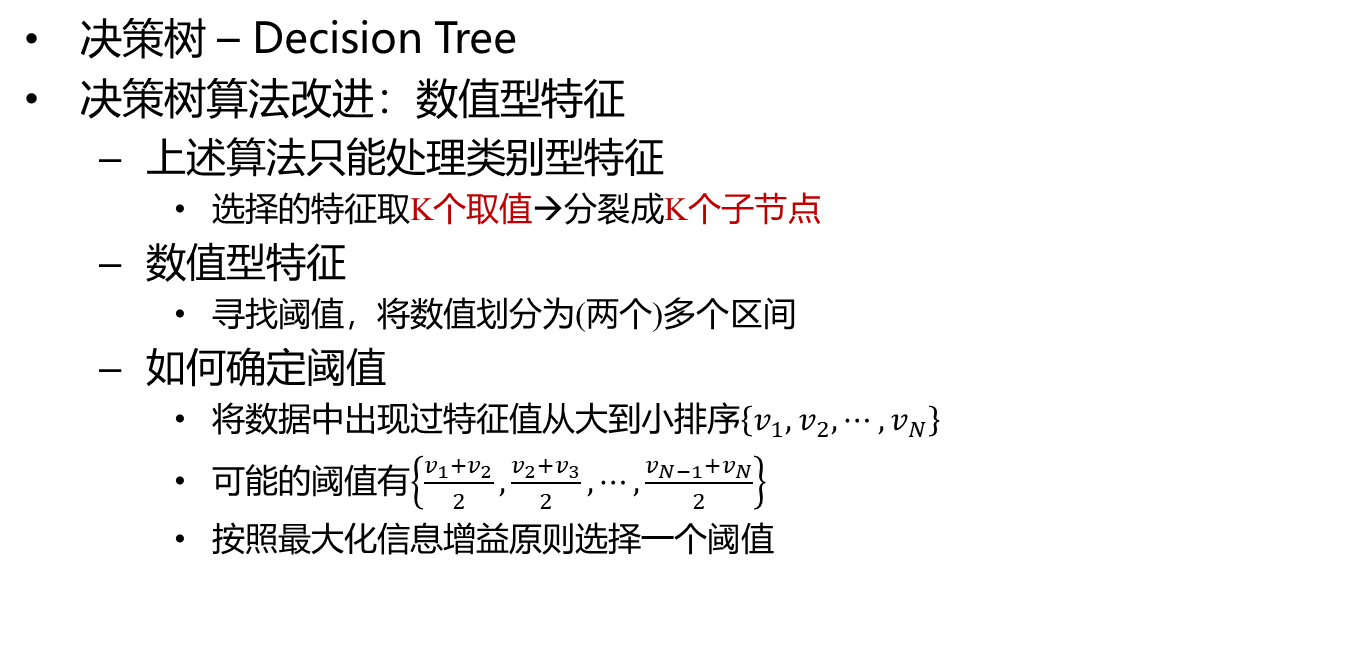 • 决策树 – Decision Tree
• 决策树算法改进：数值型特征
– 上述算法只能处理类别型特征
• 选择的特征取K个取值→分裂成K个子节点
– 数值型特征
• 寻找阈值，将数值划分为(两个)多个区间
– 如何确定阈值
• 将数据中出现过特征值从大到小排序{v₁, v₂, ⋯ , v_N}
• 可能的阈值有{(v₁+v₂)/2, (v₂+v₃)/2, ⋯ , (v_{N−1}+v_N)/2}
• 按照最大化信息增益原则选择一个阈值